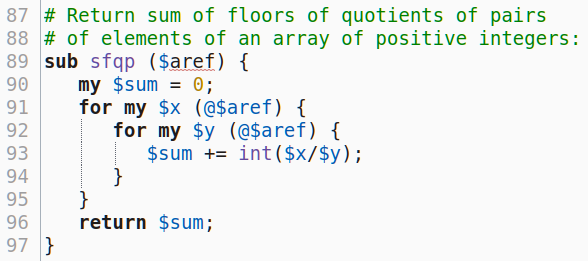 87 # Return sum of floors of quotients of pairs
88 # of elements of an array of positive integers:
89 sub sfqp ($aref) {
90    my $sum = 0;
91    for my $x (@$aref) {
92       for my $y (@$aref) {
93          $sum += int($x/$y);
94       }
95    }
96    return $sum;
97 }